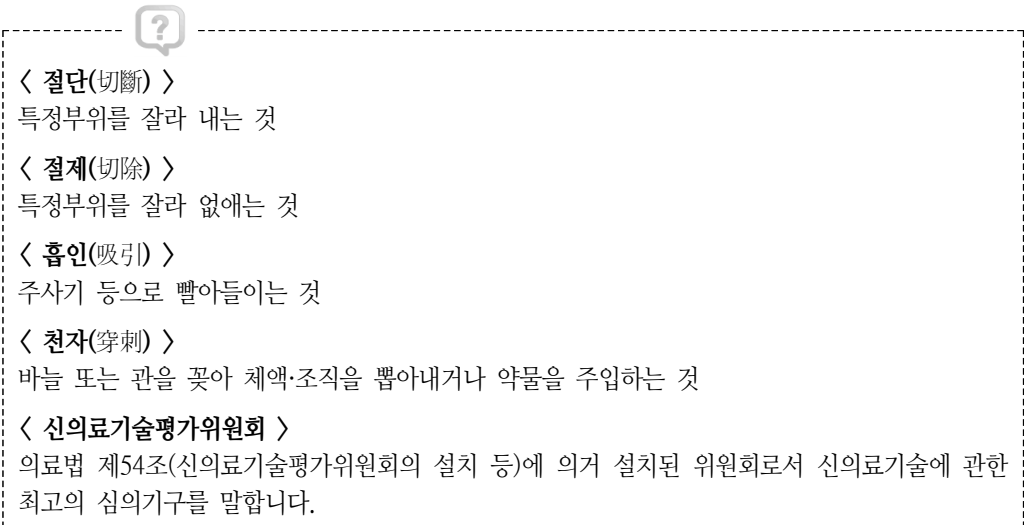 ?
〈 절단(切斷) 〉
특정부위를 잘라 내는 것
〈 절제(切除) 〉
특정부위를 잘라 없애는 것
〈 흡인(吸引) 〉
주사기 등으로 빨아들이는 것
〈 천자(穿刺) 〉
바늘 또는 관을 꽂아 체액·조직을 뽑아내거나 약물을 주입하는 것
〈 신의료기술평가위원회 〉
의료법 제54조(신의료기술평가위원회의 설치 등)에 의거 설치된 위원회로서 신의료기술에 관한
최고의 심의기구를 말합니다.